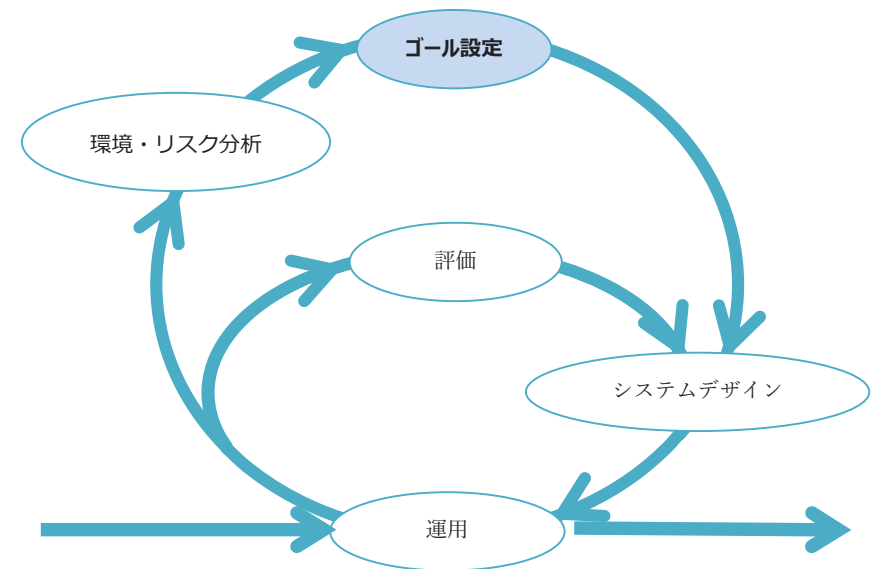 ゴール設定
環境・リスク分析
評価
システムデザイン
運用